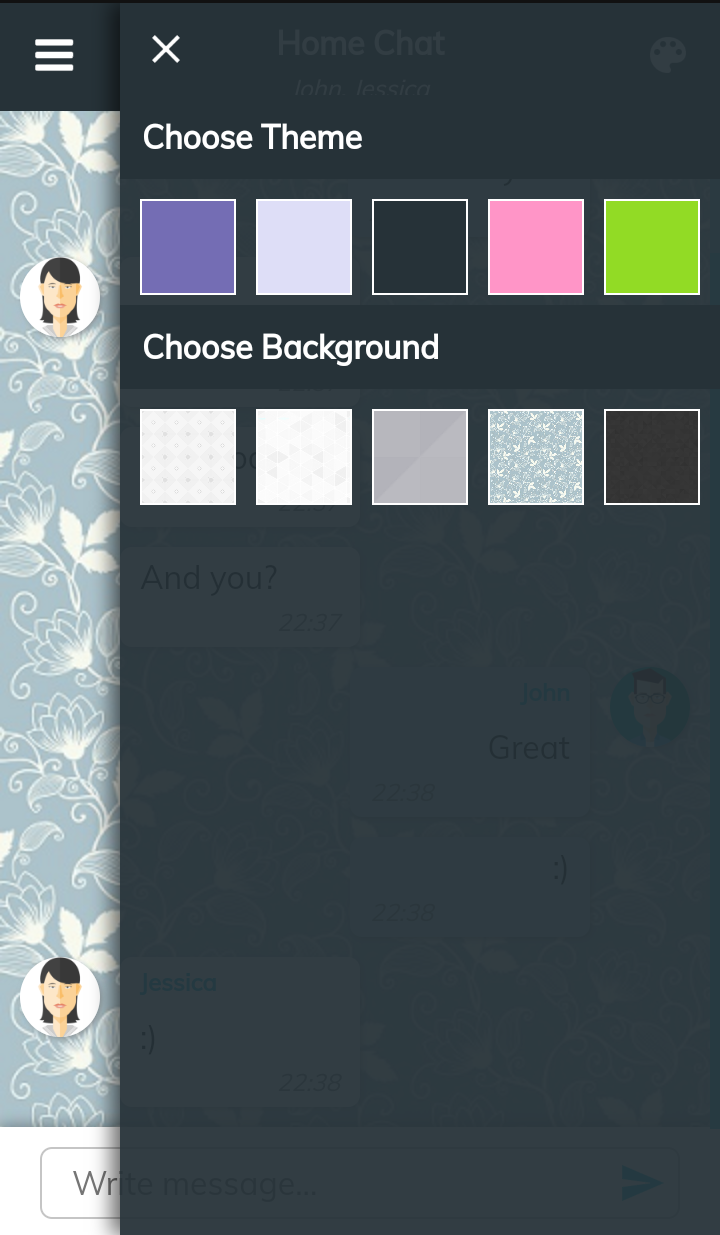 Home Chat
John, Jessica
Choose Theme
Choose Background
And you?
22:37
John
Great
22:38
:)
22:38
Jessica
:)
22:38
Write message...